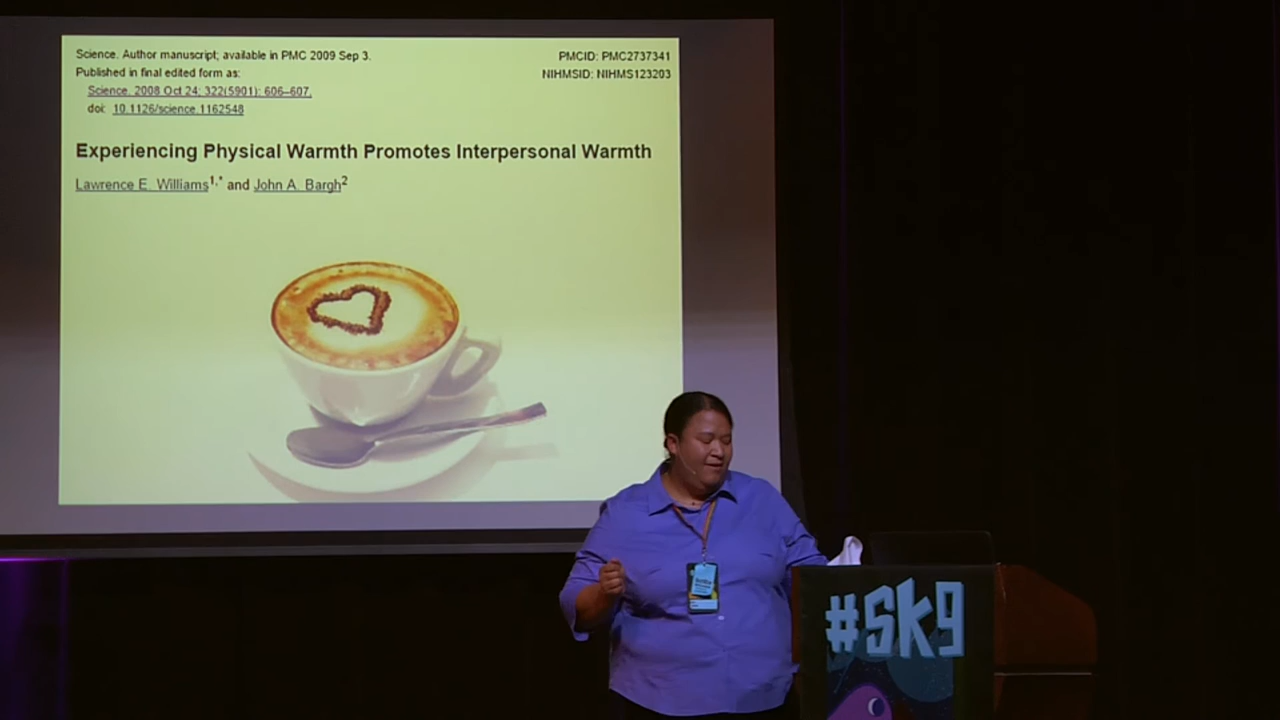 Science. Author manuscript; available in PMC 2009 Sep 3.
PMCID: PMC2737341
Published in final edited form as:
NIHMSID: NIHMS123203
Science. 2008 Oct 24; 322(5901): 606–607.
doi: 10.1126/science.1162548
Experiencing Physical Warmth Promotes Interpersonal Warmth
Lawrence E. Williams1,* and John A. Bargh2
#SK9